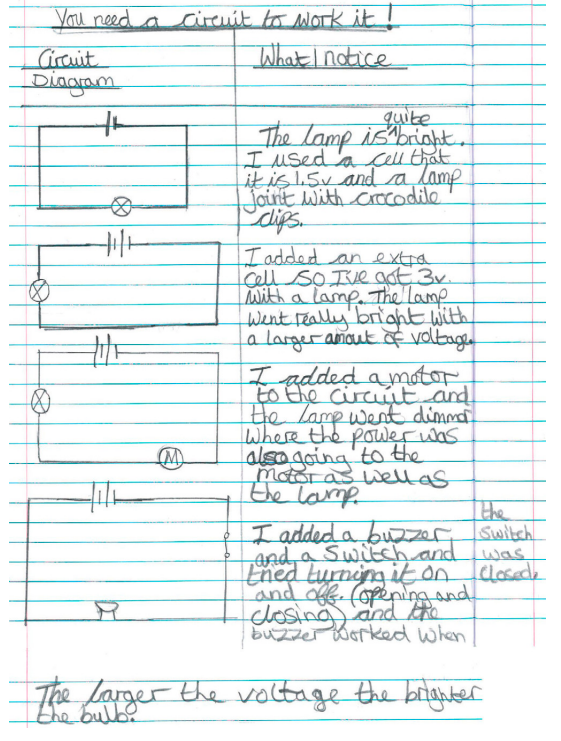 You need a circuit to work it!
Circuit
Diagram
What I notice
quite
The lamp is ^ bright.
I used a cell that
it is 1.5v and a lamp
joint with crocodile
clips.
I added an extra
cell so I've got 3v.
with a lamp. The lamp
went really bright with
a larger amout of voltage.
I added a motor
to the circiut and
the lamp went dimmer
where the power was
also going to the
motor as well as
the lamp.
M
I added a buzzer
and a switch and
tried turning it on
and off. (opening and
closing) and the
buzzer worked when
the
switch
was
closed.
The larger the voltage the brighter
the bulb.